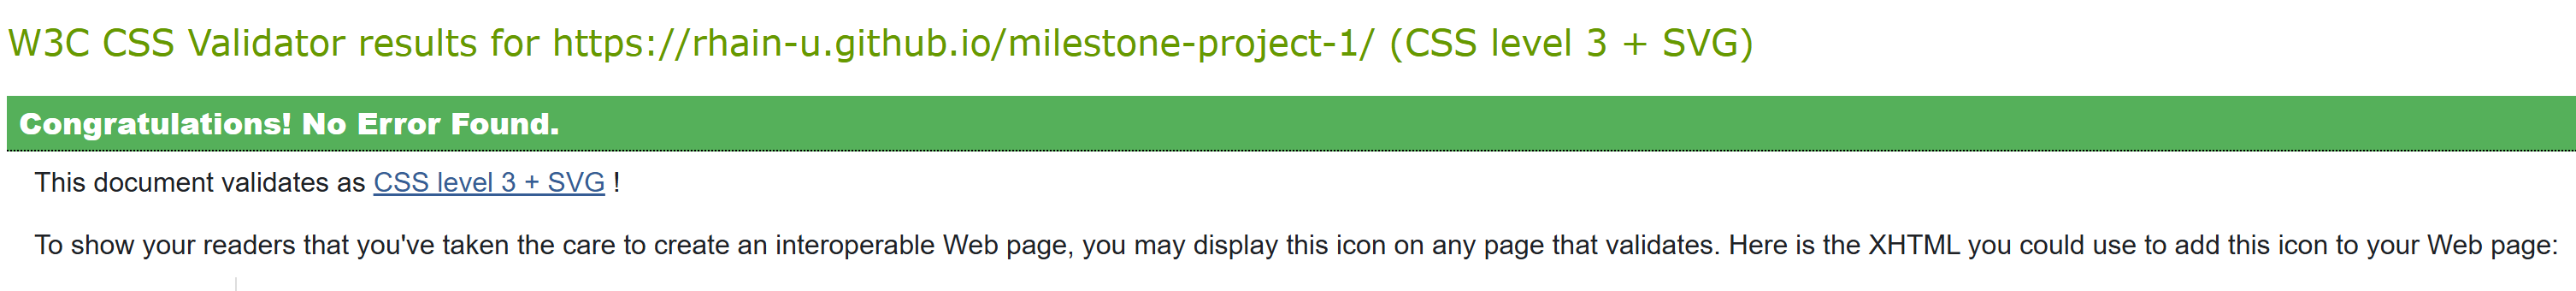 W3C CSS Validator results for https://rhain-u.github.io/milestone-project-1/ (CSS level 3 + SVG)
Congratulations! No Error Found.
This document validates as CSS level 3 + SVG !
To show your readers that you've taken the care to create an interoperable Web page, you may display this icon on any page that validates. Here is the XHTML you could use to add this icon to your Web page: